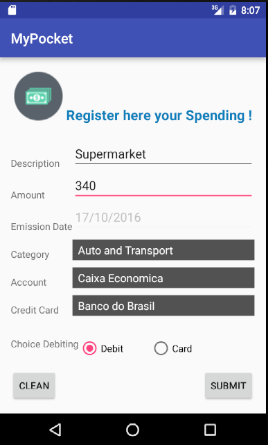 3G 8:07
MyPocket
Register here your Spending !
Description Supermarket
Amount 340
Emission Date 17/10/2016
Category Auto and Transport
Account Caixa Economica
Credit Card Banco do Brasil
Choice Debiting Debit Card
CLEAN SUBMIT